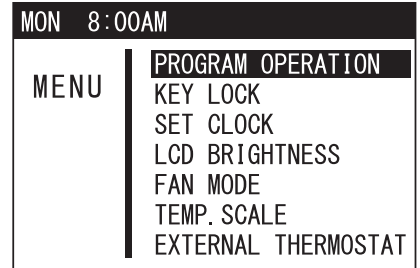 MON 8:00AM
MENU
PROGRAM OPERATION
KEY LOCK
SET CLOCK
LCD BRIGHTNESS
FAN MODE
TEMP. SCALE
EXTERNAL THERMOSTAT